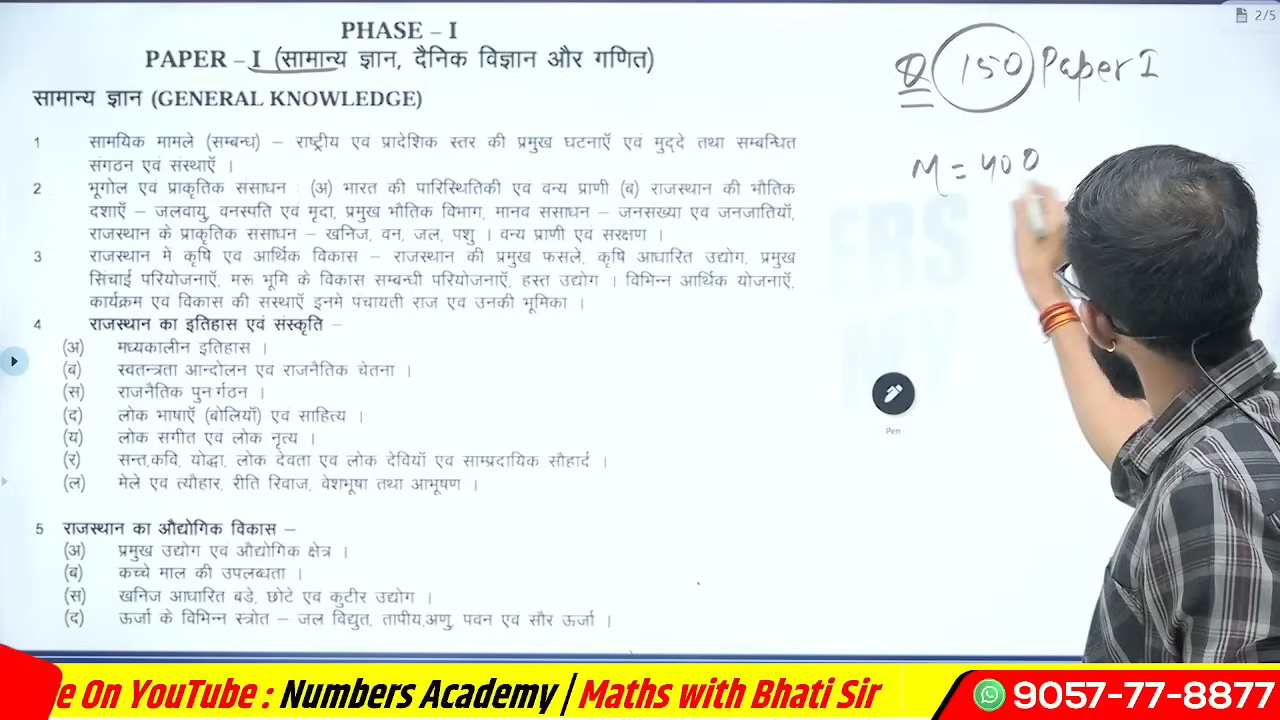 PHASE – I
PAPER – I (सामान्य ज्ञान, दैनिक विज्ञान और गणित)
सामान्य ज्ञान (GENERAL KNOWLEDGE)
1 सामयिक मामले (सम्बन्ध) – राष्ट्रीय एवं प्रादेशिक स्तर की प्रमुख घटनाएँ एवं मुद्दे तथा सम्बन्धित
संगठन एवं संस्थाएँ ।
2 भूगोल एवं प्राकृतिक संसाधन : (अ) भारत की पारिस्थितिकी एवं वन्य प्राणी (ब) राजस्थान की भौतिक
दशाएँ – जलवायु, वनस्पति एवं मृदा, प्रमुख भौतिक विभाग, मानव संसाधन – जनसंख्या एवं जनजातियाँ,
राजस्थान के प्राकृतिक संसाधन – खनिज, वन, जल, पशु । वन्य प्राणी एवं संरक्षण ।
3 राजस्थान में कृषि एवं आर्थिक विकास – राजस्थान की प्रमुख फसलें, कृषि आधारित उद्योग, प्रमुख
सिंचाई परियोजनाएँ, मरू भूमि के विकास सम्बन्धी परियोजनाएँ, हस्त उद्योग । विभिन्न आर्थिक योजनाएँ,
कार्यक्रम एवं विकास की संस्थाएँ इनमे पंचायती राज एवं उनकी भूमिका ।
4 राजस्थान का इतिहास एवं संस्कृति –
(अ) मध्यकालीन इतिहास ।
(ब) स्वतन्त्रता आन्दोलन एवं राजनैतिक चेतना ।
(स) राजनैतिक पुनर्गठन ।
(द) लोक भाषाएँ (बोलियाँ) एवं साहित्य ।
(य) लोक संगीत एवं लोक नृत्य ।
(र) सन्त,कवि, योद्धा, लोक देवता एवं लोक देवियाँ एवं साम्प्रदायिक सौहार्द ।
(ल) मेले एवं त्यौहार, रीति रिवाज, वेशभूषा तथा आभूषण ।
5 राजस्थान का औद्योगिक विकास –
(अ) प्रमुख उद्योग एवं औद्योगिक क्षेत्र ।
(ब) कच्चे माल की उपलब्धता ।
(स) खनिज आधारित बडे, छोटे एवं कुटीर उद्योग ।
(द) ऊर्जा के विभिन्न स्त्रोत – जल विद्युत, तापीय,अणु, पवन एवं सौर ऊर्जा ।
Q 150 Paper I
M = 400
2/5
ERS
MY
Pen
e On YouTube : Numbers Academy | Maths with Bhati Sir
9057-77-8877